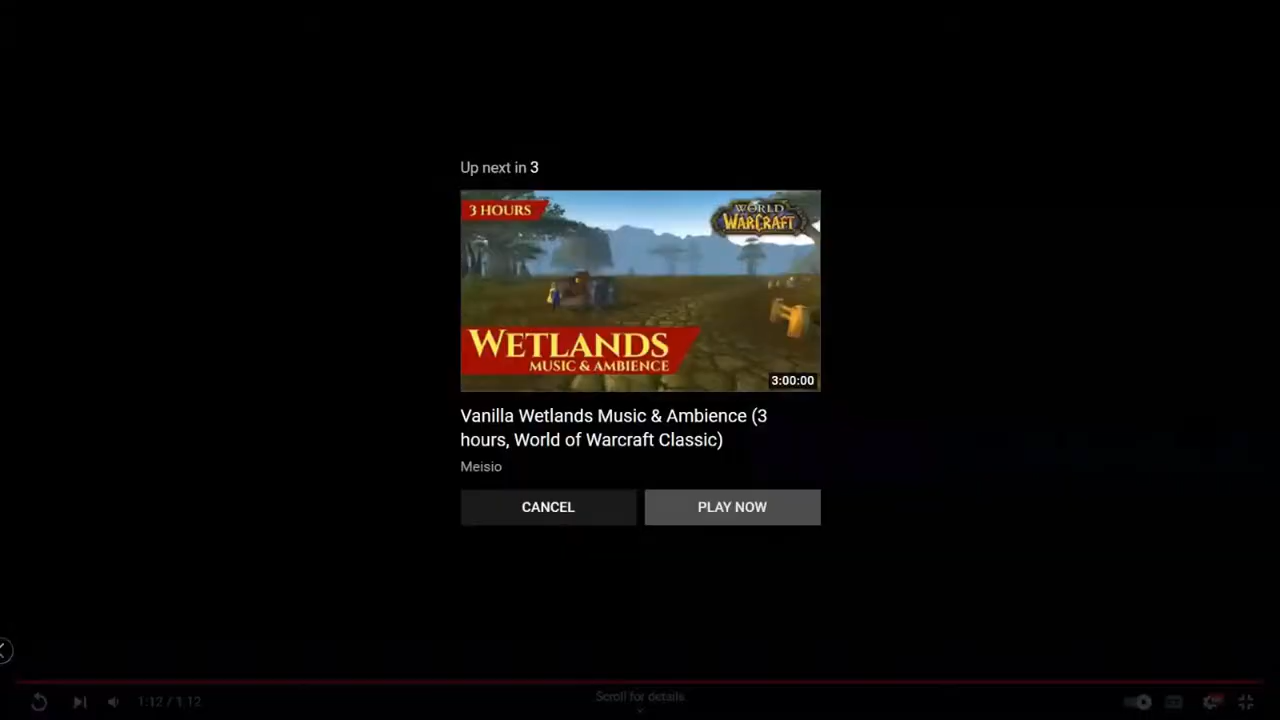 Up next in 3
3 HOURS
WORLD
OF
WARCRAFT
WETLANDS
MUSIC & AMBIENCE
3:00:00
Vanilla Wetlands Music & Ambience (3
hours, World of Warcraft Classic)
Meisio
CANCEL
PLAY NOW
Scroll for details
1:12 / 1:12